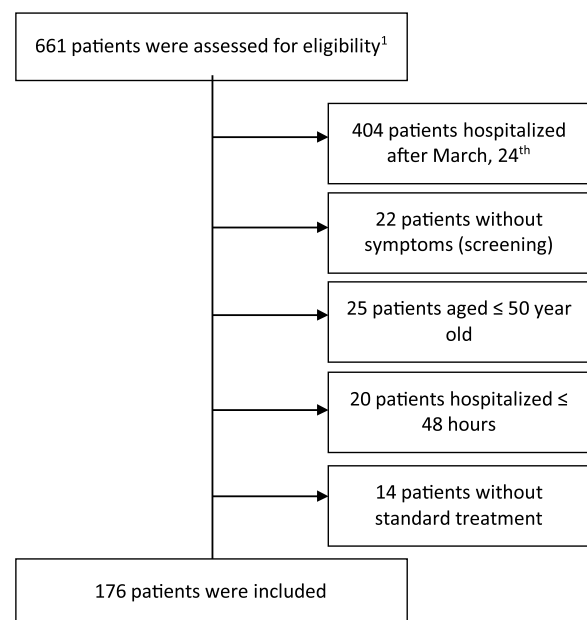 661 patients were assessed for eligibility¹
404 patients hospitalized
after March, 24ᵗʰ
22 patients without
symptoms (screening)
25 patients aged ≤ 50 year
old
20 patients hospitalized ≤
48 hours
14 patients without
standard treatment
176 patients were included